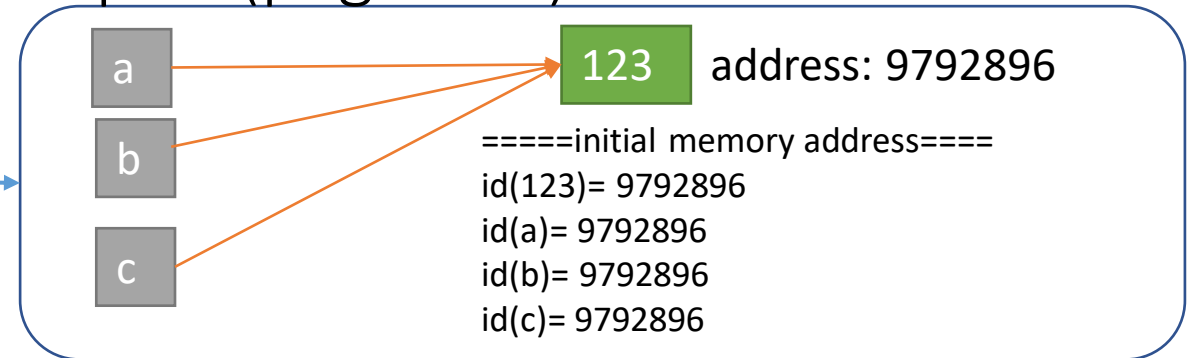 a
123 address: 9792896
b
=====initial memory address====
id(123)= 9792896
id(a)= 9792896
id(b)= 9792896
c
id(c)= 9792896